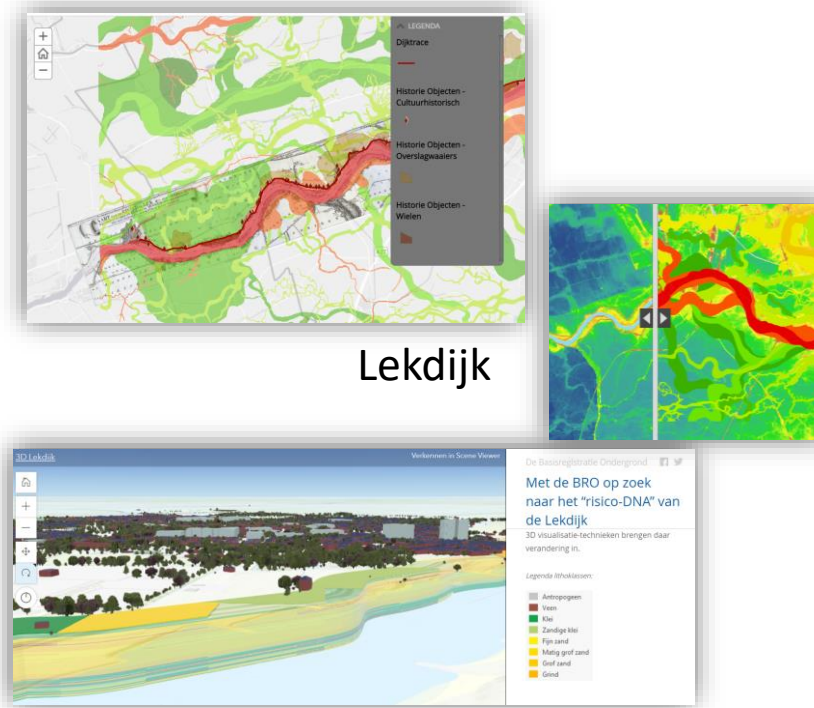 LEGENDA
Dijktrace
Historie Objecten -
Cultuurhistorisch
Historie Objecten -
Overslagwaaiers
Historie Objecten -
Wielen
Lekdijk
3D Lekdijk
Verkennen in Scene Viewer
De Basisregistratie Ondergrond
Met de BRO op zoek
naar het “risico-DNA” van
de Lekdijk
3D visualisatie-technieken brengen daar
verandering in.
Legenda lithoklassen:
Antropogeen
Veen
Klei
Zandige klei
Fijn zand
Matig grof zand
Grof zand
Grind